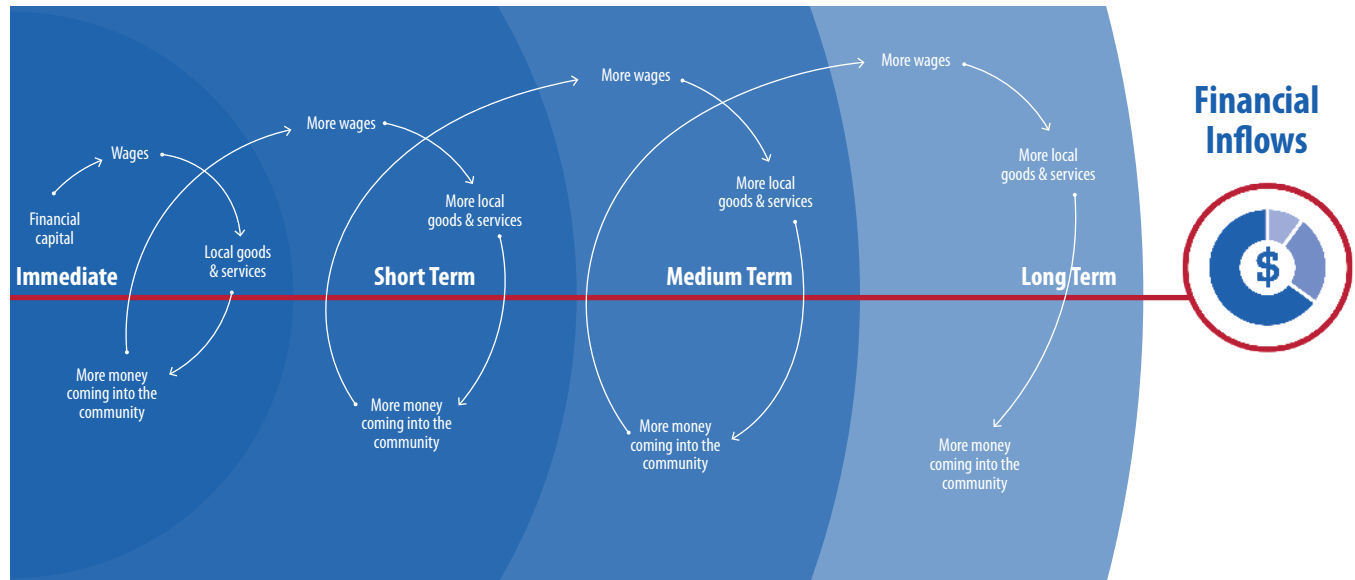 Financial
capital
Wages
Local goods
& services
More money
coming into the
community
Immediate
More wages
More local
goods & services
More money
coming into the
community
Short Term
More wages
More local
goods & services
More money
coming into the
community
Medium Term
More wages
More local
goods & services
More money
coming into the
community
Long Term
Financial
Inflows
$